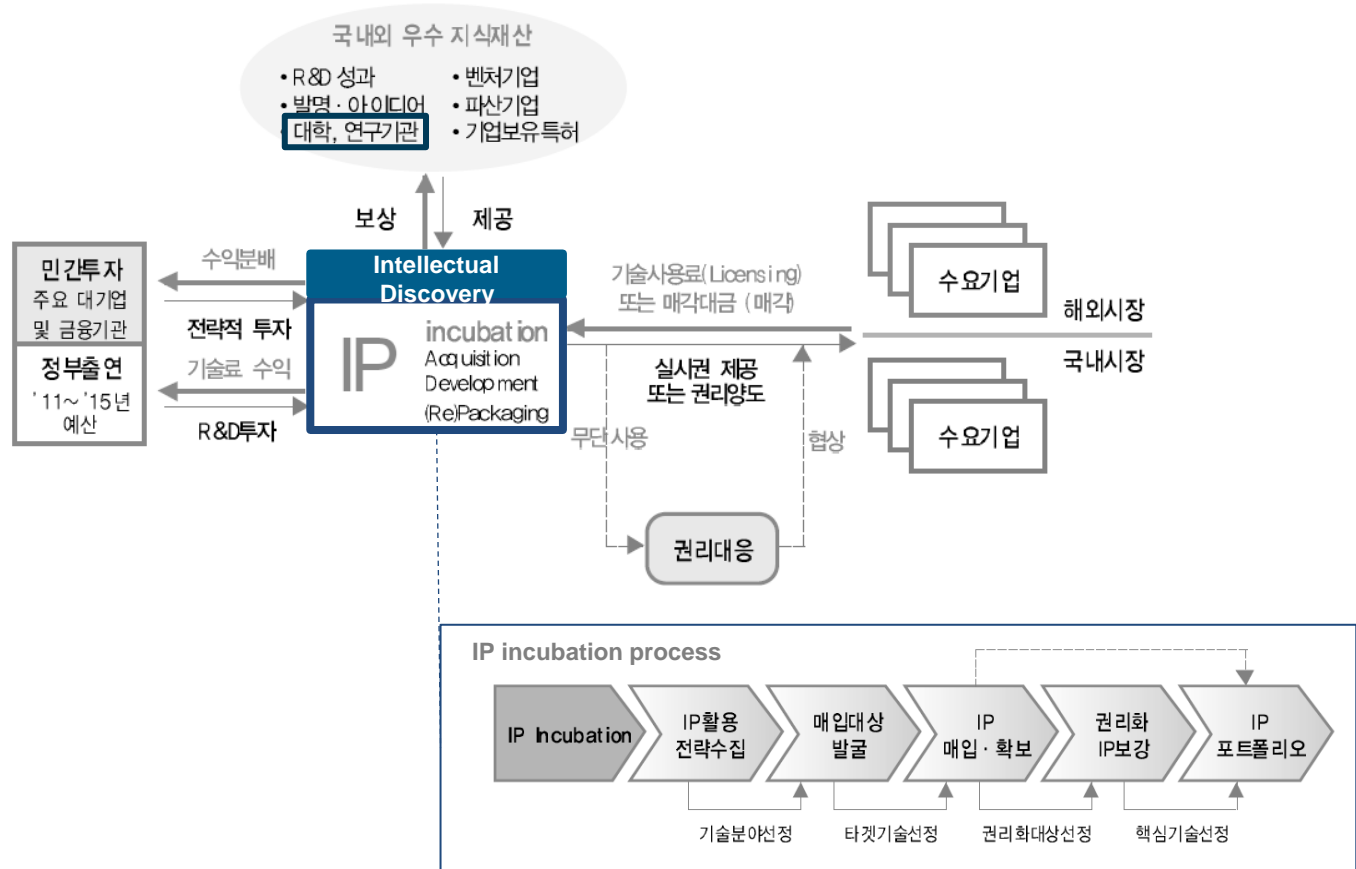 국내외 우수 지식재산
• R&D 성과
• 발명 · 아이디어
• 대학, 연구기관
• 벤처기업
• 파산기업
• 기업보유특허
보상
제공
민간투자
주요 대기업
및 금융기관
정부출연
'11~'15년
예산
수익분배
전략적 투자
기술료 수익
R&D투자
Intellectual
Discovery
IP
incubation
Acquisition
Development
(Re)Packaging
기술사용료(Licensing)
또는 매각대금 (매각)
실사권 제공
또는 권리양도
무단사용
협상
권리대응
수요기업
해외시장
국내시장
수요기업
IP incubation process
IP Incubation
IP활용
전략수집
매입대상
발굴
IP
매입 · 확보
권리화
IP보강
IP
포트폴리오
기술분야선정
타겟기술선정
권리화대상선정
핵심기술선정